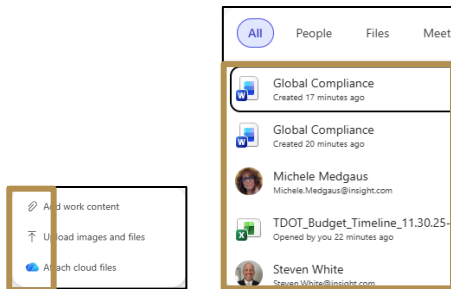 All People Files Meet
Global Compliance
Created 17 minutes ago
Global Compliance
Created 20 minutes ago
Michele Medgaus
Michele.Medgaus@insight.com
TDOT_Budget_Timeline_11.30.25-
Opened by you 22 minutes ago
Steven White
Steven.White@insight.com
Add work content
Upload images and files
Attach cloud files